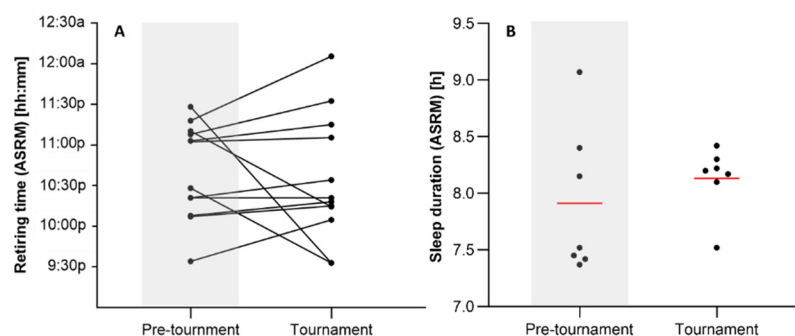 A
Retiring time (ASRM) [hh:mm]
12:30a
12:00a
11:30p
11:00p
10:30p
10:00p
9:30p
Pre-tournment
Tournament
B
Sleep duration (ASRM) [h]
9.5
9.0
8.5
8.0
7.5
7.0
Pre-tournament
Tournament